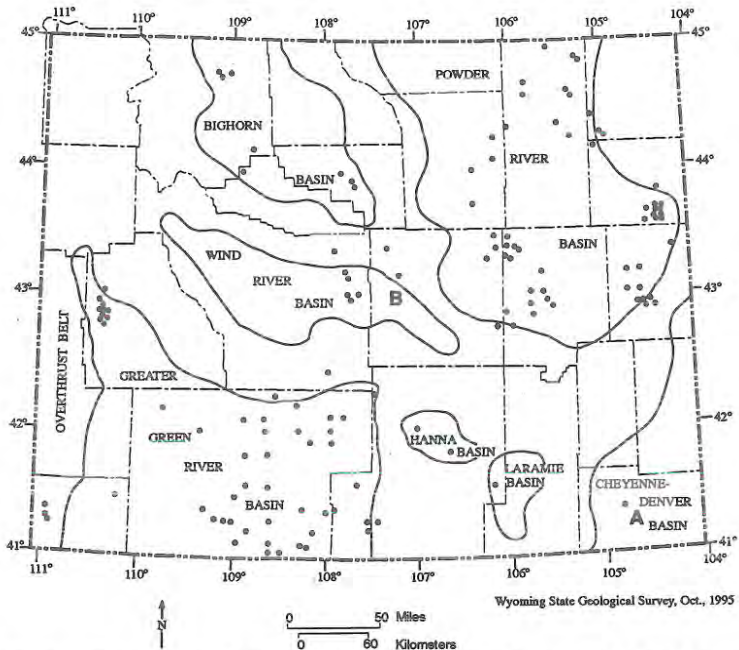 111° 110° 109° 108° 107° 106° 105° 104°
45° 45°
POWDER
BIGHORN
44° RIVER 44°
BASIN
WIND BASIN
RIVER
43° BASIN B 43°
OVERTHRUST BELT
GREATER
42° GREEN HANNA 42°
BASIN
RIVER LARAMIE
BASIN CHEYENNE-
BASIN DENVER
A BASIN
41° 41°
111° 110° 109° 108° 107° 106° 105° 104°
Wyoming State Geological Survey, Oct., 1995
N
0 50 Miles
0 60 Kilometers